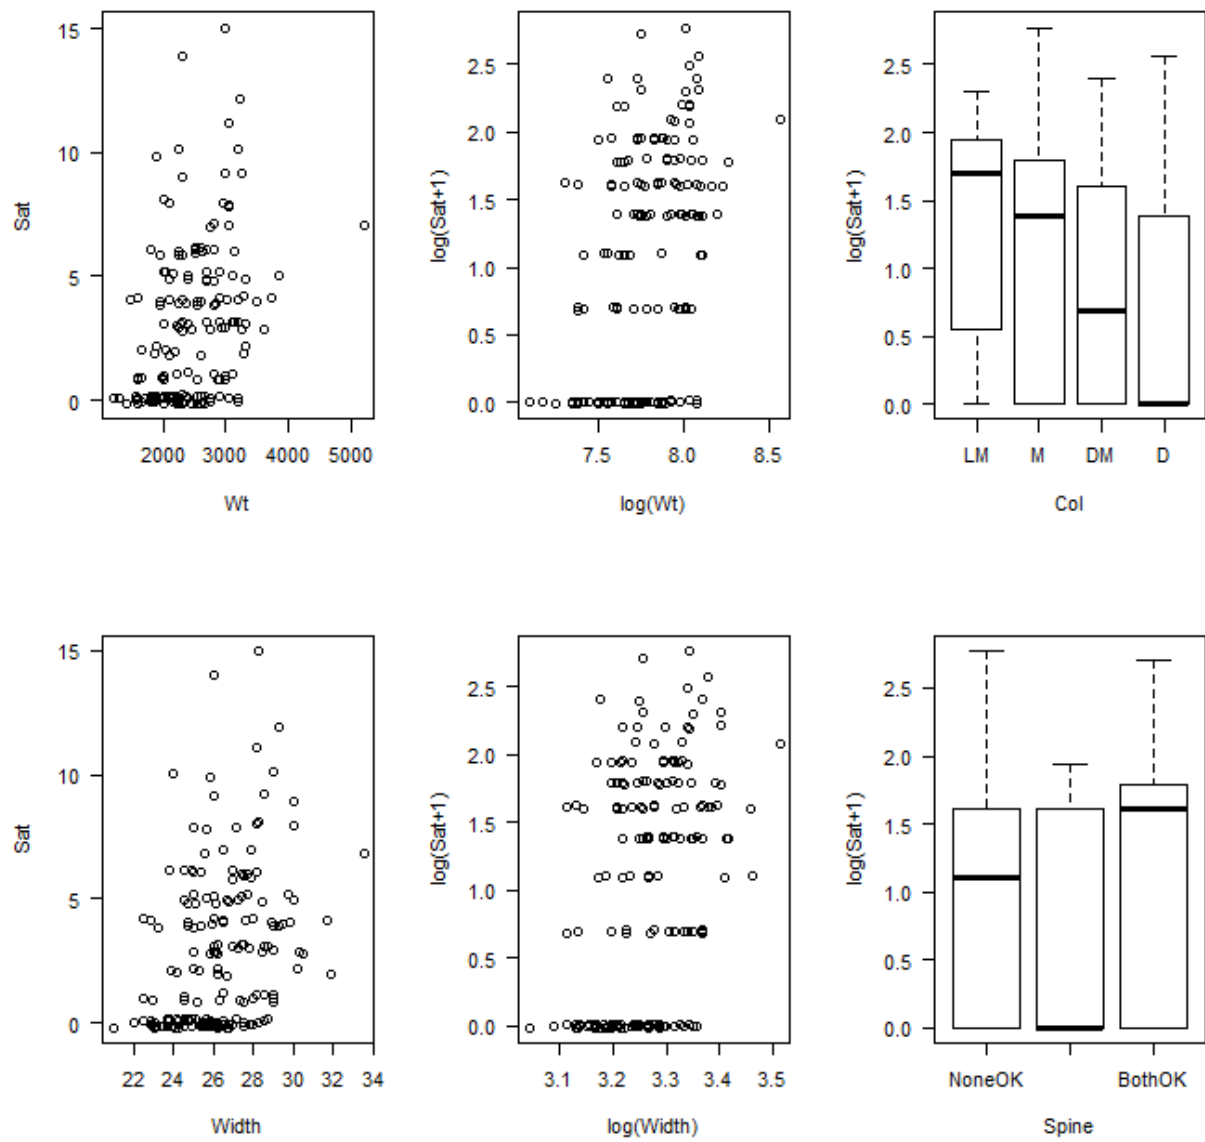 Sat
15
10
5
0
2000 3000 4000 5000
Wt
log(Sat+1)
2.5
2.0
1.5
1.0
0.5
0.0
7.5 8.0 8.5
log(Wt)
log(Sat+1)
2.5
2.0
1.5
1.0
0.5
0.0
LM M DM D
Col
Sat
15
10
5
0
22 24 26 28 30 32 34
Width
log(Sat+1)
2.5
2.0
1.5
1.0
0.5
0.0
3.1 3.2 3.3 3.4 3.5
log(Width)
log(Sat+1)
2.5
2.0
1.5
1.0
0.5
0.0
NoneOK BothOK
Spine